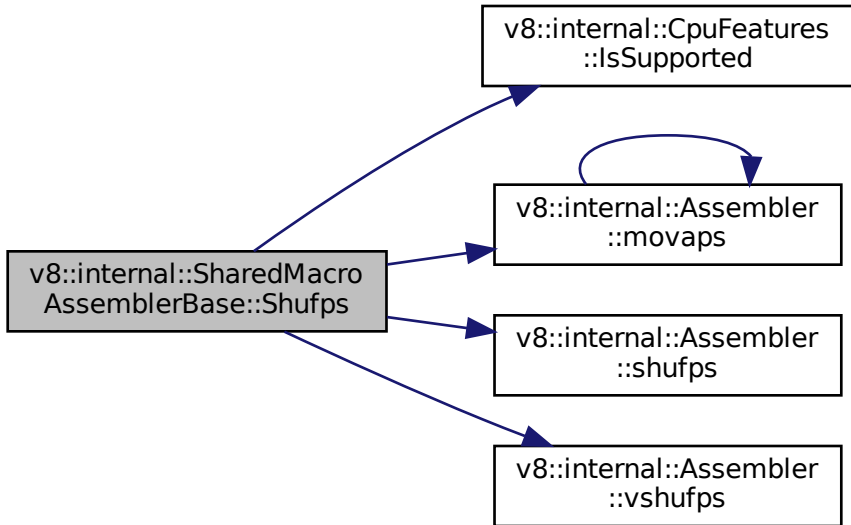 v8::internal::CpuFeatures
::IsSupported
v8::internal::Assembler
::movaps
v8::internal::SharedMacro
AssemblerBase::Shufps
v8::internal::Assembler
::shufps
v8::internal::Assembler
::vshufps